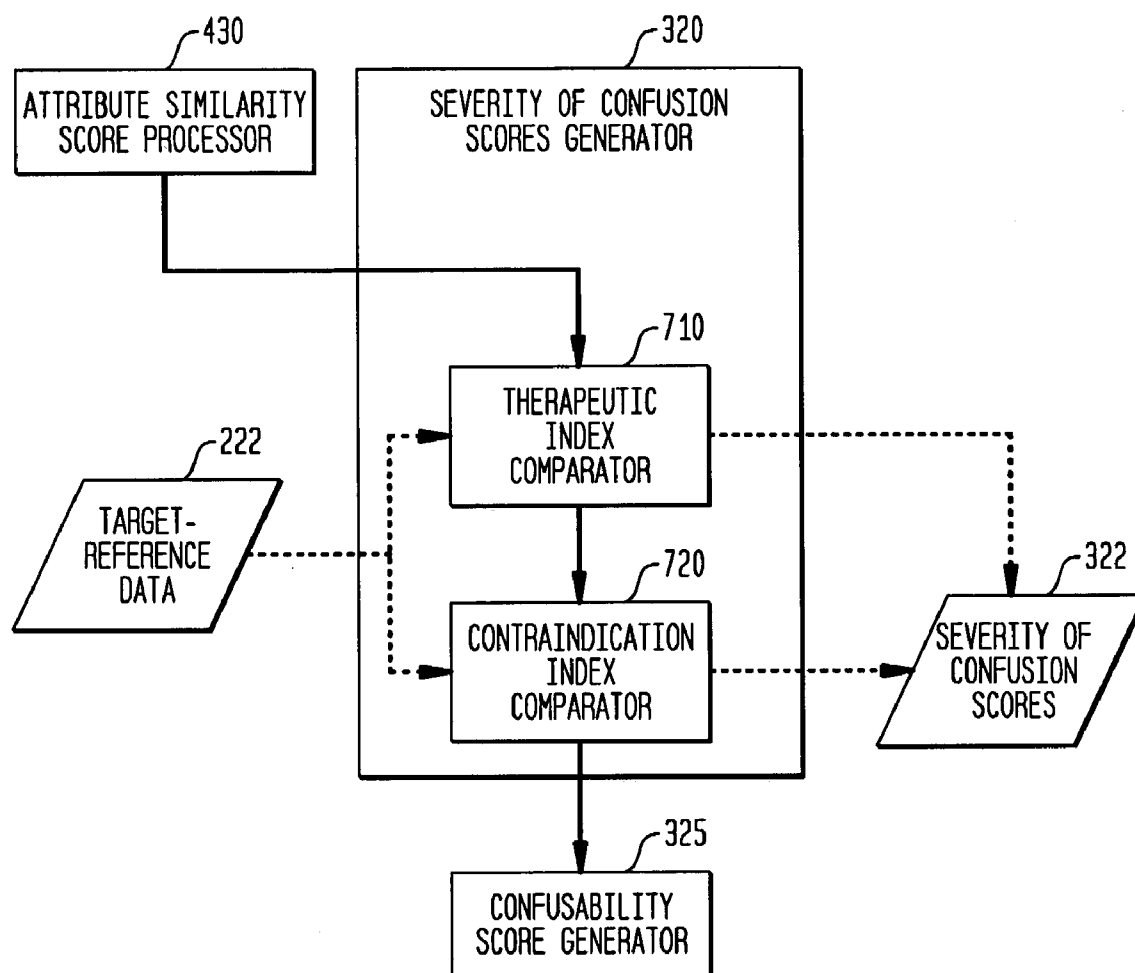 430
ATTRIBUTE SIMILARITY
SCORE PROCESSOR
320
SEVERITY OF CONFUSION
SCORES GENERATOR
710
THERAPEUTIC
INDEX
COMPARATOR
222
TARGET-
REFERENCE
DATA
720
CONTRAINDICATION
INDEX
COMPARATOR
322
SEVERITY OF
CONFUSION
SCORES
325
CONFUSABILITY
SCORE GENERATOR